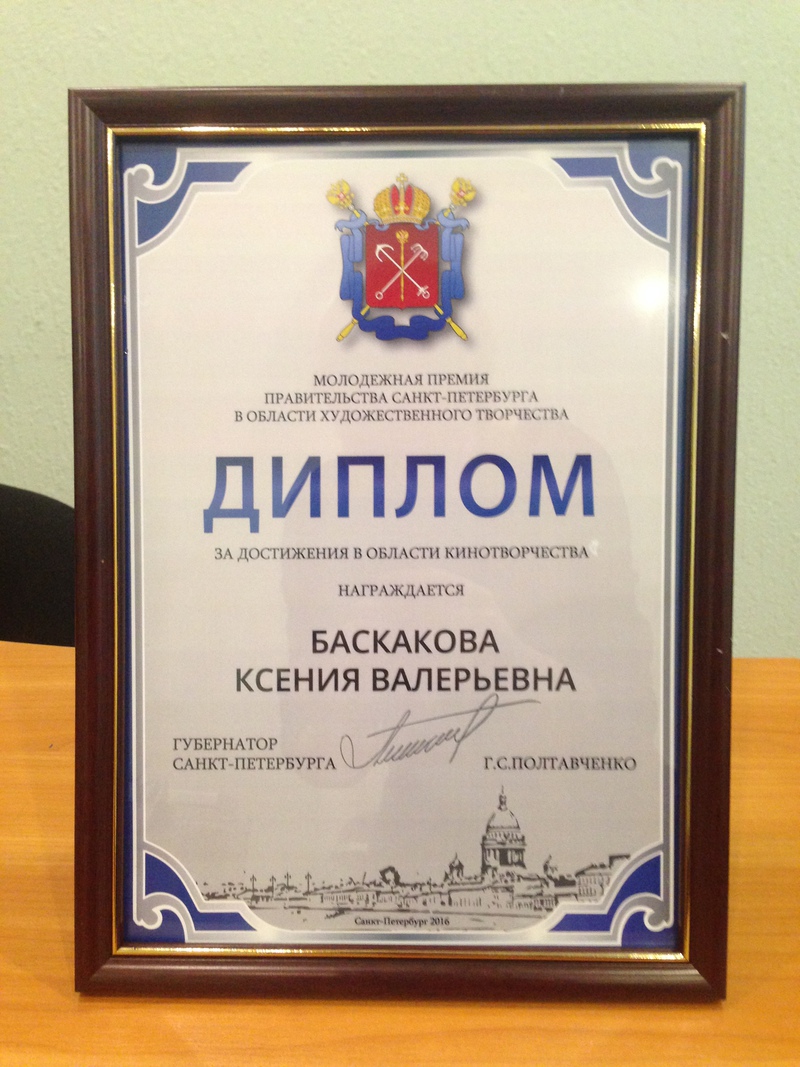 МОЛОДЕЖНАЯ ПРЕМИЯ
ПРАВИТЕЛЬСТВА САНКТ-ПЕТЕРБУРГА
В ОБЛАСТИ ХУДОЖЕСТВЕННОГО ТВОРЧЕСТВА
ДИПЛОМ
ЗА ДОСТИЖЕНИЯ В ОБЛАСТИ КИНОТВОРЧЕСТВА
НАГРАЖДАЕТСЯ
БАСКАКОВА
КСЕНИЯ ВАЛЕРЬЕВНА
ГУБЕРНАТОР
САНКТ-ПЕТЕРБУРГА Г.С.ПОЛТАВЧЕНКО
Санкт-Петербург 2016